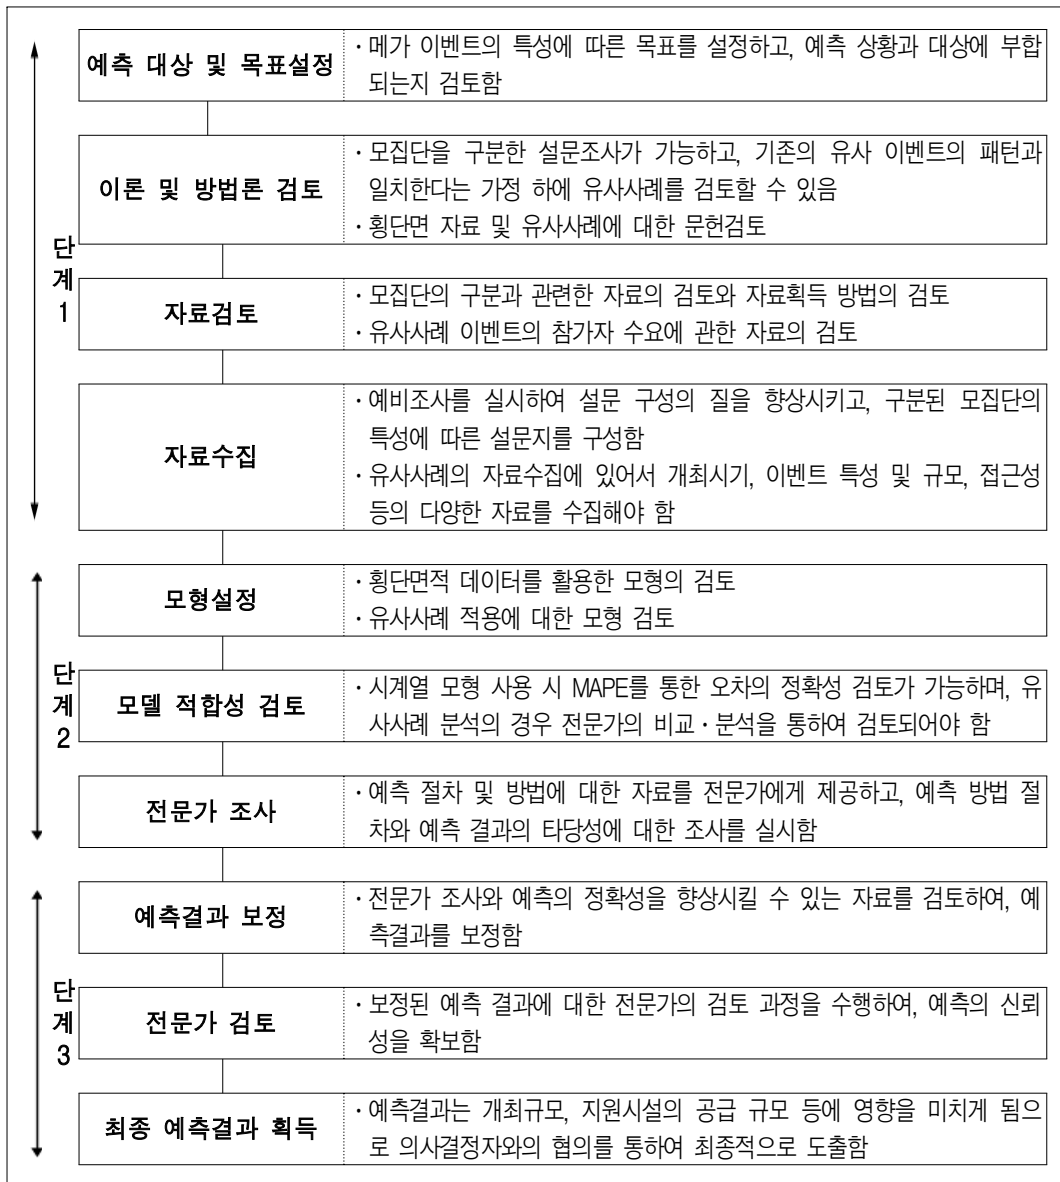 단계1
예측 대상 및 목표설정
· 메가 이벤트의 특성에 따른 목표를 설정하고, 예측 상황과 대상에 부합
되는지 검토함
이론 및 방법론 검토
· 모집단을 구분한 설문조사가 가능하고, 기존의 유사 이벤트의 패턴과
일치한다는 가정 하에 유사사례를 검토할 수 있음
· 횡단면 자료 및 유사사례에 대한 문헌검토
자료검토
· 모집단의 구분과 관련한 자료의 검토와 자료획득 방법의 검토
· 유사사례 이벤트의 참가자 수요에 관한 자료의 검토
자료수집
· 예비조사를 실시하여 설문 구성의 질을 향상시키고, 구분된 모집단의
특성에 따른 설문지를 구성함
· 유사사례의 자료수집에 있어서 개최시기, 이벤트 특성 및 규모, 접근성
등의 다양한 자료를 수집해야 함
단계2
모형설정
· 횡단면적 데이터를 활용한 모형의 검토
· 유사사례 적용에 대한 모형 검토
모델 적합성 검토
· 시계열 모형 사용 시 MAPE를 통한 오차의 정확성 검토가 가능하며, 유
사사례 분석의 경우 전문가의 비교·분석을 통하여 검토되어야 함
전문가 조사
· 예측 절차 및 방법에 대한 자료를 전문가에게 제공하고, 예측 방법 절
차와 예측 결과의 타당성에 대한 조사를 실시함
단계3
예측결과 보정
· 전문가 조사와 예측의 정확성을 향상시킬 수 있는 자료를 검토하여, 예
측결과를 보정함
전문가 검토
· 보정된 예측 결과에 대한 전문가의 검토 과정을 수행하여, 예측의 신뢰
성을 확보함
최종 예측결과 획득
· 예측결과는 개최규모, 지원시설의 공급 규모 등에 영향을 미치게 됨으
로 의사결정자와의 협의를 통하여 최종적으로 도출함